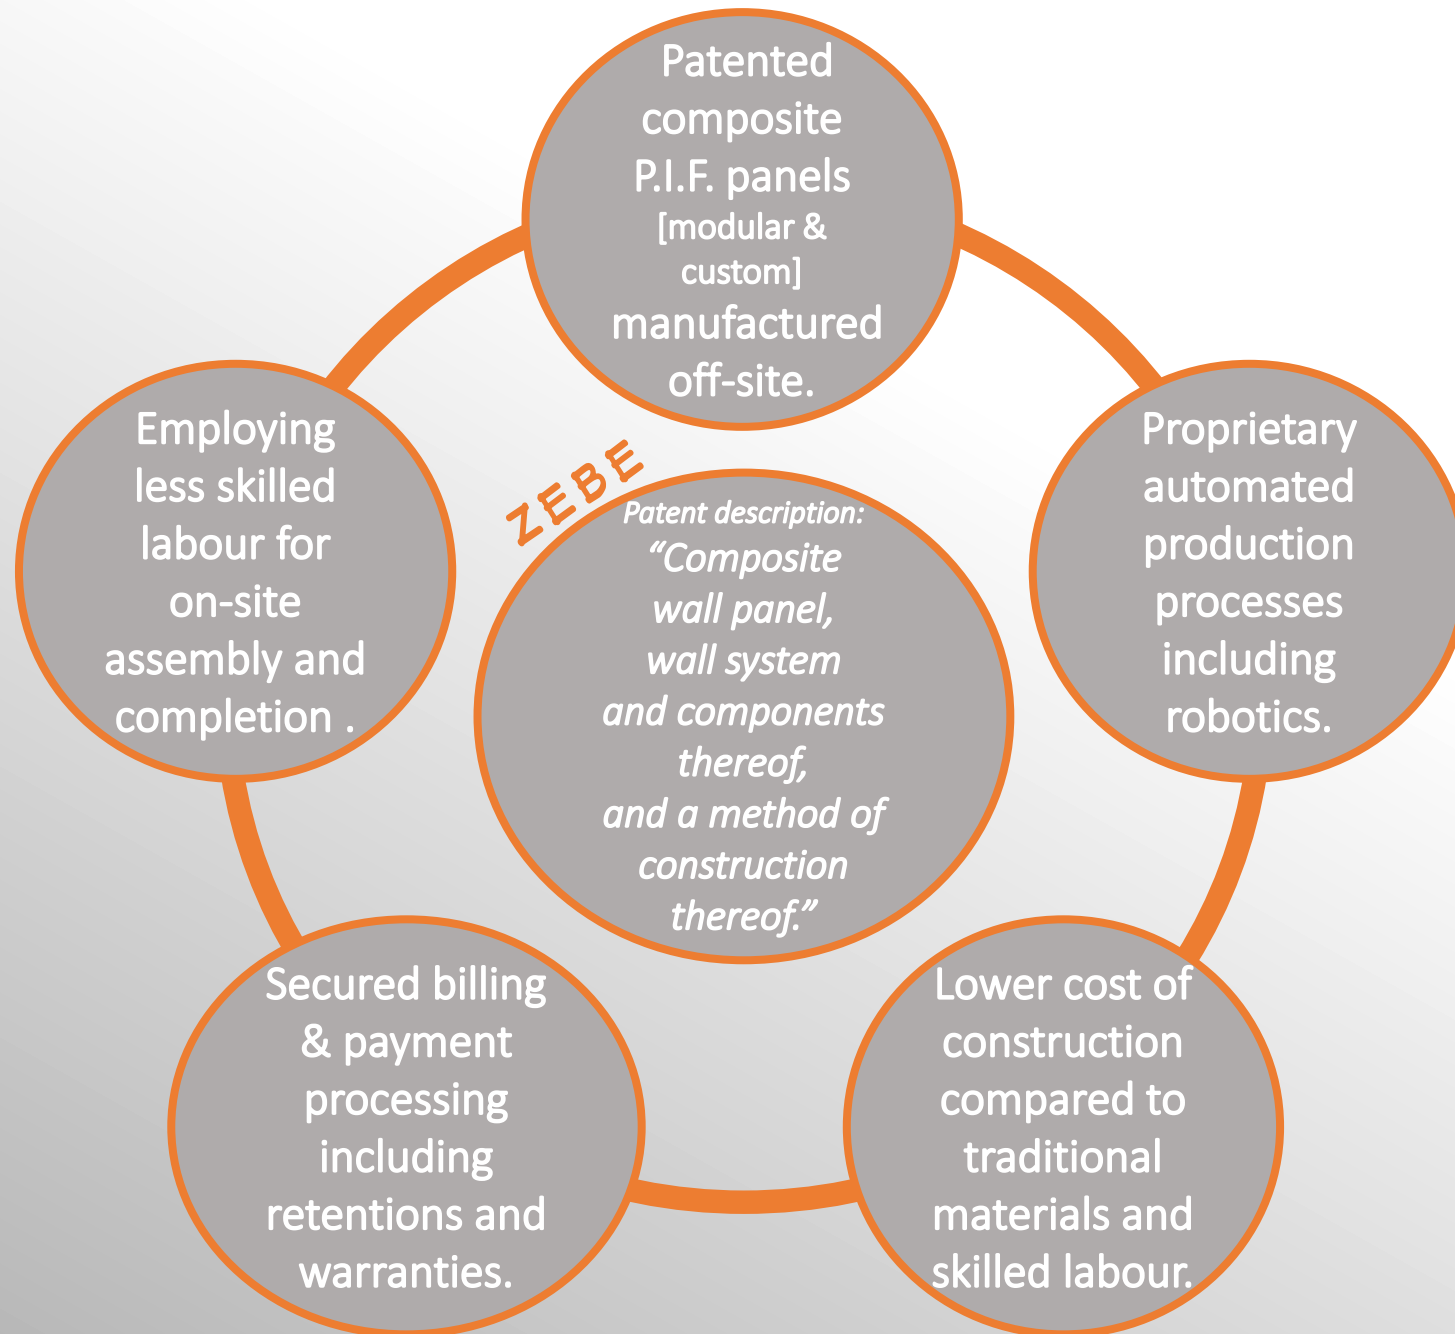 Patented
composite
P.I.F. panels
[modular &
custom]
manufactured
off-site.
Proprietary
automated
production
processes
including
robotics.
Lower cost of
construction
compared to
traditional
materials and
skilled labour.
Secured billing
& payment
processing
including
retentions and
warranties.
Employing
less skilled
labour for
on-site
assembly and
completion .
ZEBE
Patent description:
“Composite
wall panel,
wall system
and components
thereof,
and a method of
construction
thereof.”